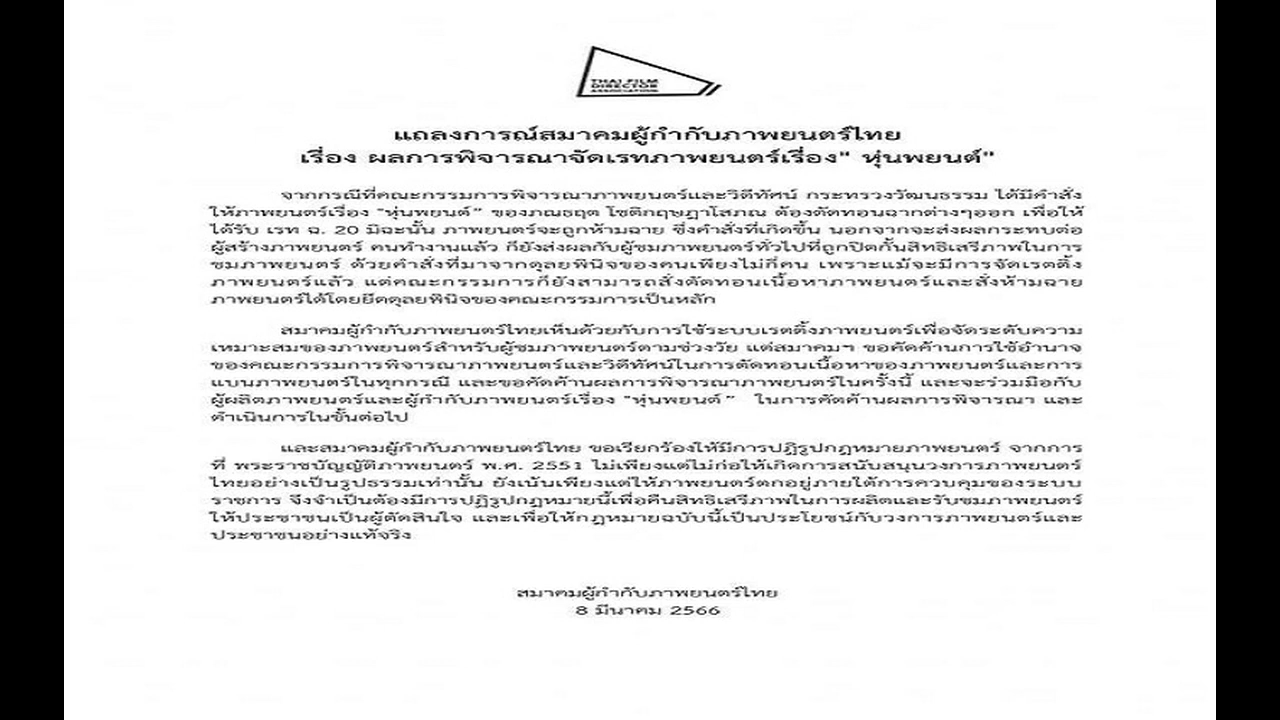 THAI FILM
DIRECTOR
ASSOCIATION
แถลงการณ์สมาคมผู้กำกับภาพยนตร์ไทย
เรื่อง ผลการพิจารณาจัดเรทภาพยนตร์เรื่อง" หุ่นพยนต์"
จากกรณีที่คณะกรรมการพิจารณาภาพยนตร์และวิดีทัศน์ กระทรวงวัฒนธรรม ได้มีคำสั่ง
ให้ภาพยนตร์เรื่อง "หุ่นพยนต์" ของภณธฤต โชติกฤษฎาโสภณ ต้องตัดทอนฉากต่างๆออก เพื่อให้
ได้รับ เรท ฉ. 20 มิฉะนั้น ภาพยนตร์จะถูกห้ามฉาย ซึ่งคำสั่งที่เกิดขึ้น นอกจากจะส่งผลกระทบต่อ
ผู้สร้างภาพยนตร์ คนทำงานแล้ว ก็ยังส่งผลกับผู้ชมภาพยนตร์ทั่วไปที่ถูกปิดกั้นสิทธิเสรีภาพในการ
ชมภาพยนตร์ ด้วยคำสั่งที่มาจากดุลยพินิจของคนเพียงไม่กี่คน เพราะแม้จะมีการจัดเรตติ้ง
ภาพยนตร์แล้ว แต่คณะกรรมการก็ยังสามารถสั่งตัดทอนเนื้อหาภาพยนตร์และสั่งห้ามฉาย
ภาพยนตร์ได้โดยยึดดุลยพินิจของคณะกรรมการเป็นหลัก
สมาคมผู้กำกับภาพยนตร์ไทยเห็นด้วยกับการใช้ระบบเรตติ้งภาพยนตร์เพื่อจัดระดับความ
เหมาะสมของภาพยนตร์สำหรับผู้ชมภาพยนตร์ตามช่วงวัย แต่สมาคมฯ ขอคัดค้านการใช้อำนาจ
ของคณะกรรมการพิจารณาภาพยนตร์และวิดีทัศน์ในการตัดทอนเนื้อหาของภาพยนตร์และการ
แบนภาพยนตร์ในทุกกรณี และขอคัดค้านผลการพิจารณาภาพยนตร์ในครั้งนี้ และจะร่วมมือกับ
ผู้ผลิตภาพยนตร์และผู้กำกับภาพยนตร์เรื่อง "หุ่นพยนต์" ในการคัดค้านผลการพิจารณา และ
ดำเนินการในชั้นต่อไป
และสมาคมผู้กำกับภาพยนตร์ไทย ขอเรียกร้องให้มีการปฏิรูปกฎหมายภาพยนตร์ จากการ
ที่ พระราชบัญญัติภาพยนตร์ พ.ศ. 2551 ไม่เพียงแต่ไม่ก่อให้เกิดการสนับสนุนวงการภาพยนตร์
ไทยอย่างเป็นรูปธรรมเท่านั้น ยังเน้นเพียงแต่ให้ภาพยนตร์ตกอยู่ภายใต้การควบคุมของระบบ
ราชการ จึงจำเป็นต้องมีการปฏิรูปกฎหมายนี้เพื่อคืนสิทธิเสรีภาพในการผลิตและรับชมภาพยนตร์
ให้ประชาชนเป็นผู้ตัดสินใจ และเพื่อให้กฎหมายฉบับนี้เป็นประโยชน์กับวงการภาพยนตร์และ
ประชาชนอย่างแท้จริง
สมาคมผู้กำกับภาพยนตร์ไทย
8 มีนาคม 2566